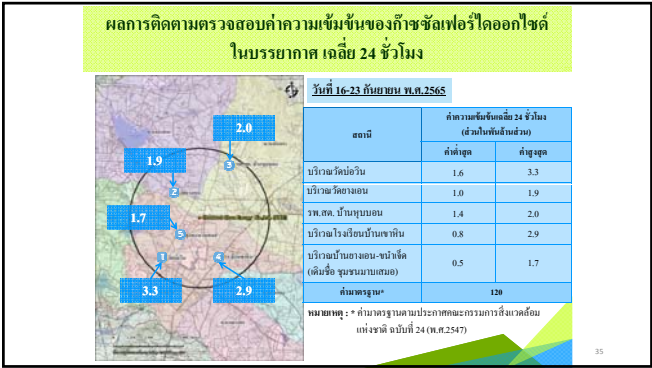 ผลการติดตามตรวจสอบค่าความเข้มข้นของก๊าซซัลเฟอร์ไดออกไซด์
ในบรรยากาศ เฉลี่ย 24 ชั่วโมง
วันที่ 16-23 กันยายน พ.ศ.2565
2.0
1.9
1.7
3.3
2.9
3
2
5
1
4
สถานี
ค่าความเข้มข้นเฉลี่ย 24 ชั่วโมง
(ส่วนในพันล้านส่วน)
ค่าต่ำสุด ค่าสูงสุด
บริเวณวัดบ่อวิน 1.6 3.3
บริเวณวัดยางเอน 1.0 1.9
รพ.สต. บ้านหุบบอน 1.4 2.0
บริเวณโรงเรียนบ้านเขาหิน 0.8 2.9
บริเวณบ้านยางเอน-ขนำเจ็ด
(เดิมชื่อ ชุมชนมาบเสมอ) 0.5 1.7
ค่ามาตรฐาน* 120
หมายเหตุ : * ค่ามาตรฐานตามประกาศคณะกรรมการสิ่งแวดล้อม
แห่งชาติ ฉบับที่ 24 (พ.ศ.2547)
35